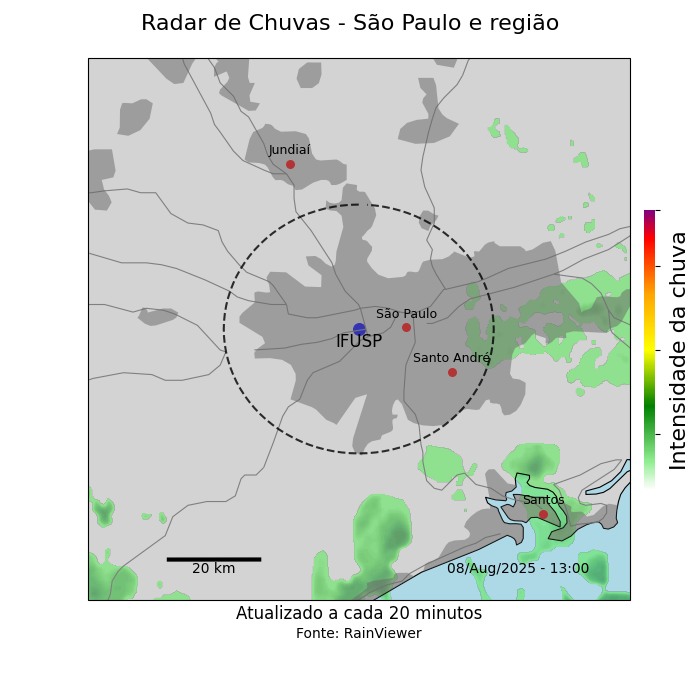 Radar de Chuvas - São Paulo e região
Jundiaí
São Paulo
IFUSP
Santo André
Santos
20 km
08/Aug/2025 - 13:00
Intensidade da chuva
Atualizado a cada 20 minutos
Fonte: RainViewer